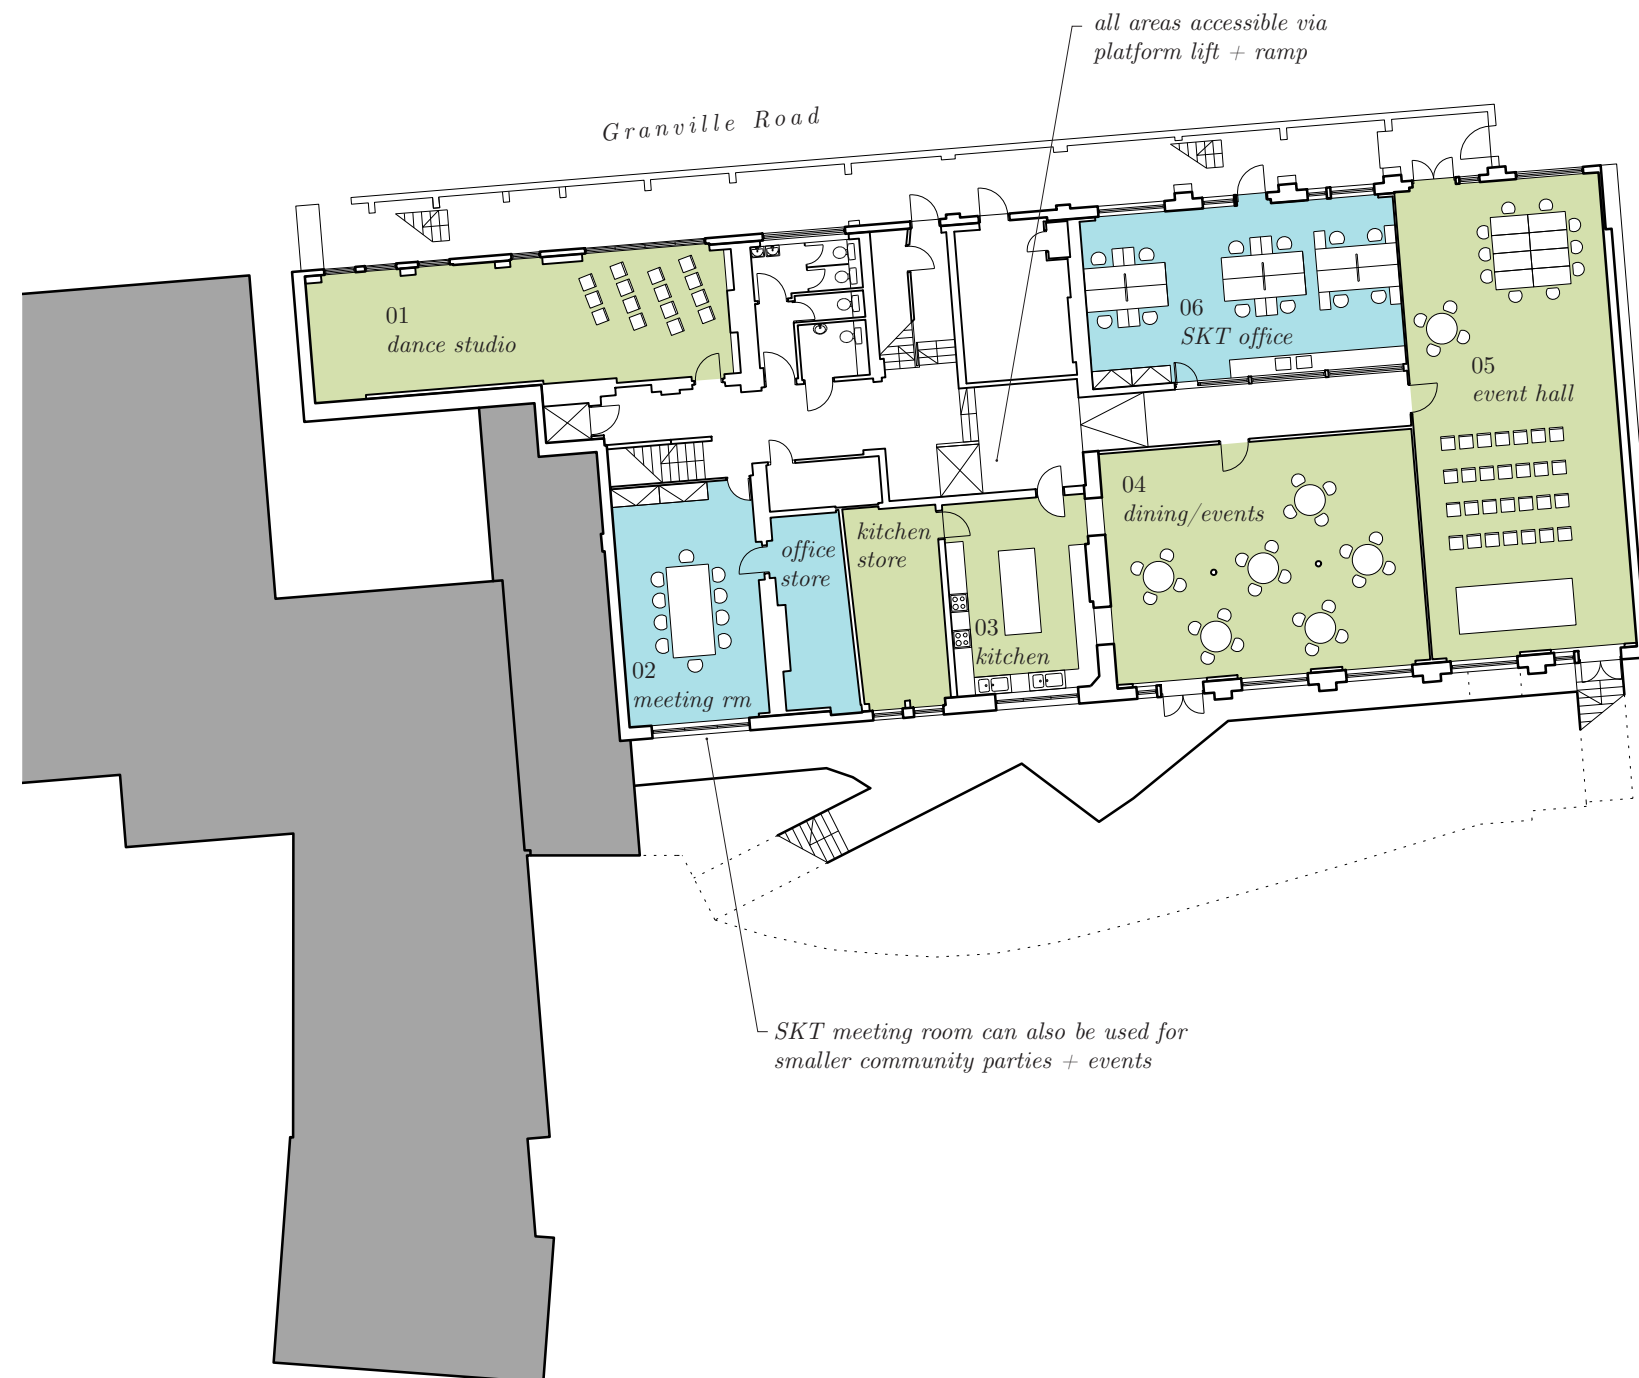 all areas accessible via
platform lift + ramp
Granville Road
01
dance studio
06
SKT office
05
event hall
04
dining/events
kitchen
store
office
store
03
kitchen
02
meeting rm
SKT meeting room can also be used for
smaller community parties + events